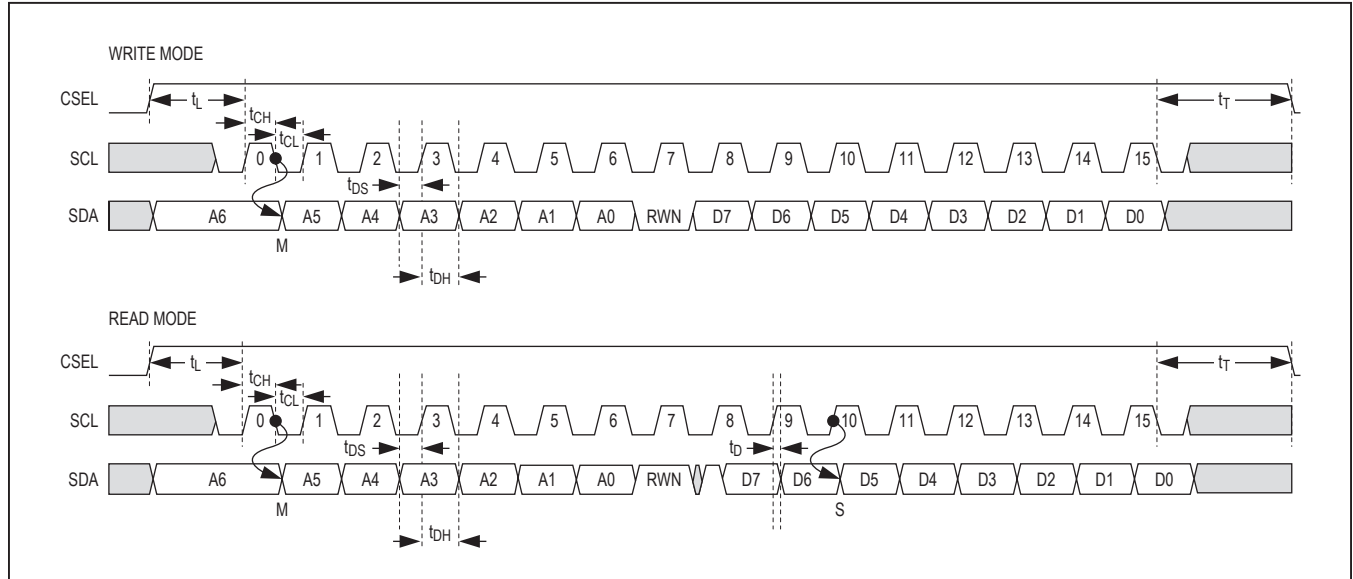 WRITE MODE
CSEL tL tT
tCH
tCL
SCL 0 1 2 3 4 5 6 7 8 9 10 11 12 13 14 15
tDS
SDA A6 A5 A4 A3 A2 A1 A0 RWN D7 D6 D5 D4 D3 D2 D1 D0
M
tDH
READ MODE
CSEL tL tT
tCH
tCL
SCL 0 1 2 3 4 5 6 7 8 9 10 11 12 13 14 15
tDS tD
SDA A6 A5 A4 A3 A2 A1 A0 RWN D7 D6 D5 D4 D3 D2 D1 D0
M S
tDH